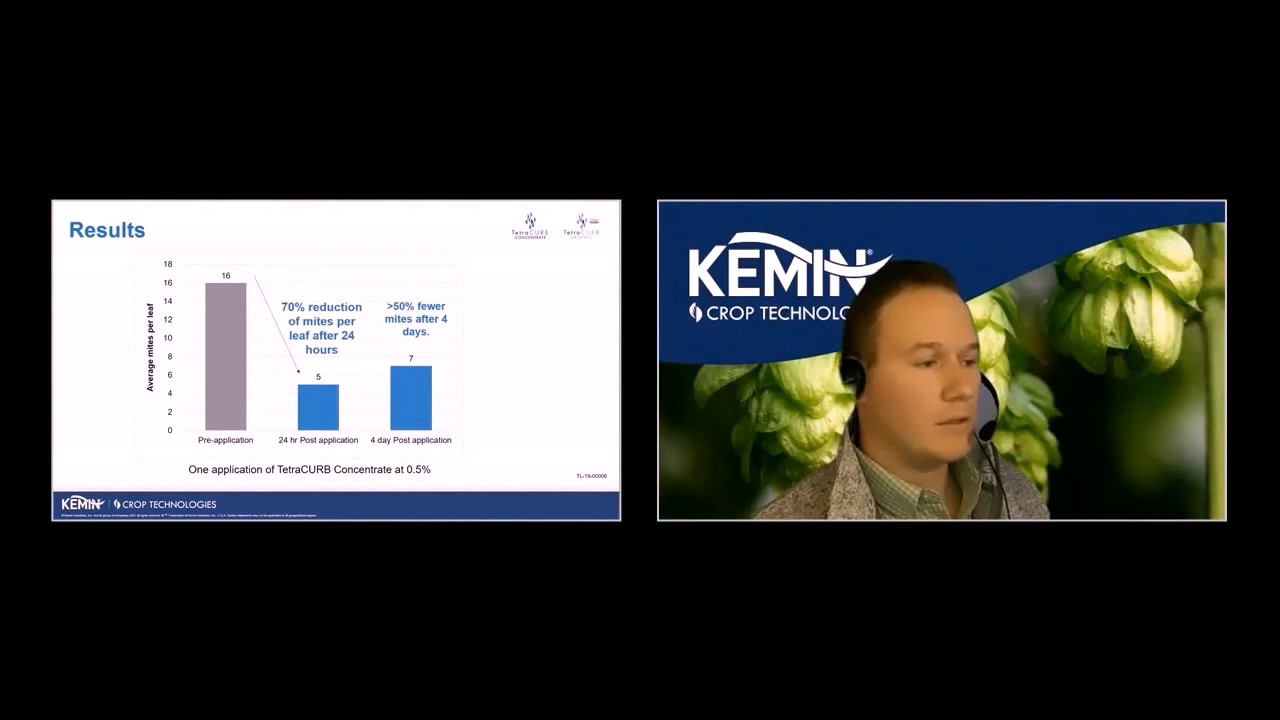 Results
TetraCURB
CONCENTRATE
TetraCURB
ORGANIC
18
16
14
12
10
8
6
4
2
0
Average mites per leaf
16
5
7
70% reduction
of mites per
leaf after 24
hours
>50% fewer
mites after 4
days.
Pre-application
24 hr Post application
4 day Post application
One application of TetraCURB Concentrate at 0.5%
TL-18-00006
KEMIN CROP TECHNOLOGIES
KEMIN®
CROP TECHNOLO